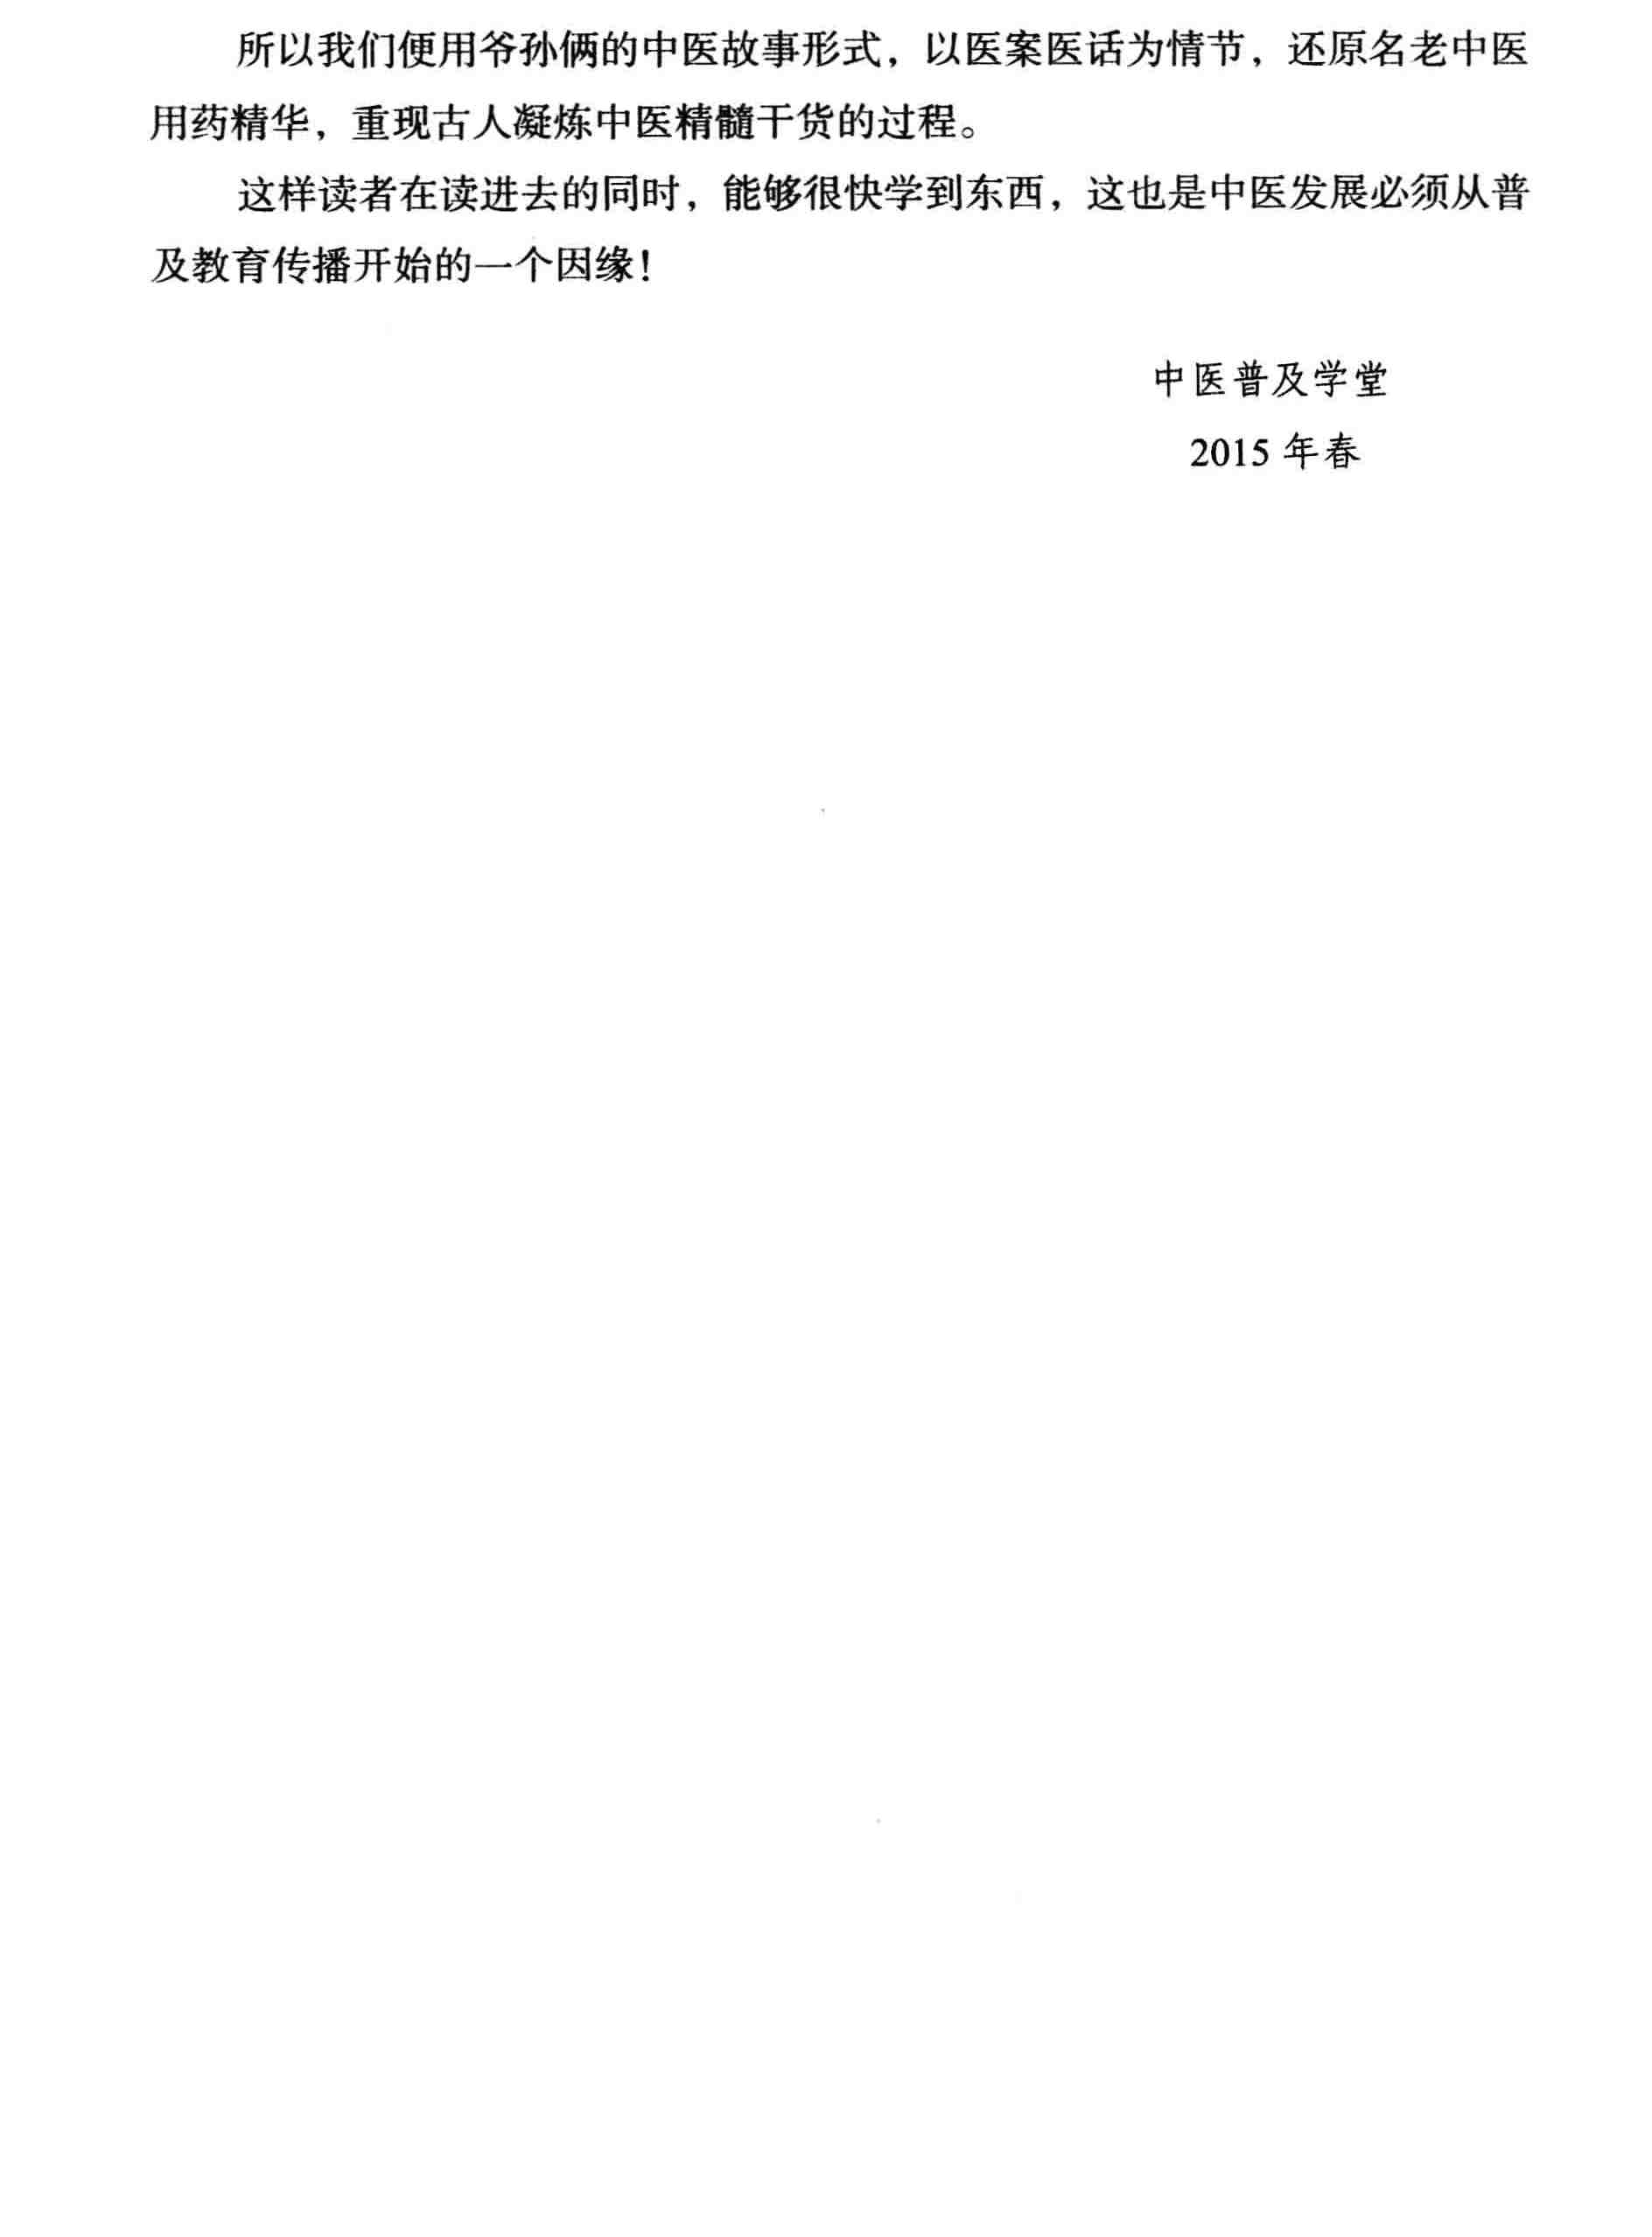 所以我们便用爷孙俩的中医故事形式，以医案医话为情节，还原名老中医
用药精华，重现古人凝炼中医精髓干货的过程。
这样读者在读进去的同时，能够很快学到东西，这也是中医发展必须从普
及教育传播开始的一个因缘！
中医普及学堂
2015 年春